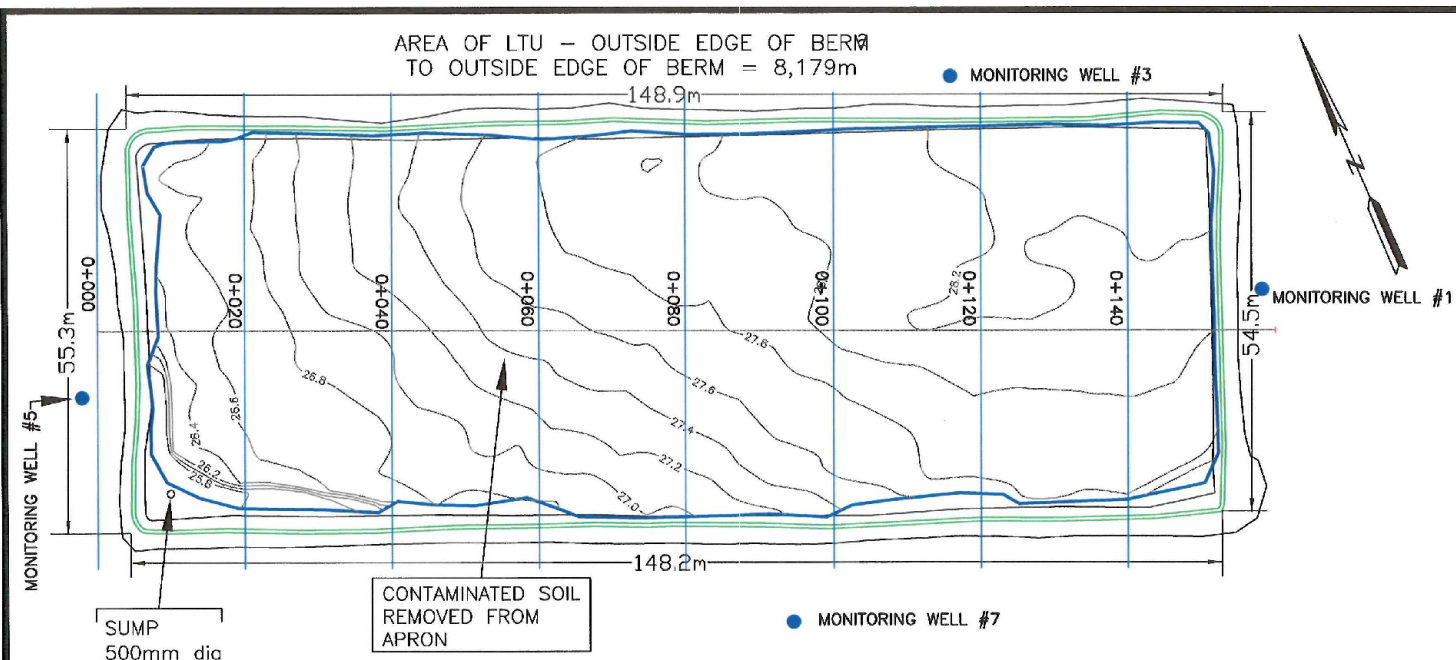 AREA OF LTU – OUTSIDE EDGE OF BERM
TO OUTSIDE EDGE OF BERM = 8,179m
MONITORING WELL #3
148.9m
0+000
0+020
0+040
0+060
0+080
0+100
0+120
0+140
28.2
27.8
27.6
27.4
27.2
27.0
26.8
26.6
26.4
26.2
25.8
55.3m
54.5m
N
MONITORING WELL #1
MONITORING WELL #5
148.2m
CONTAMINATED SOIL
REMOVED FROM
APRON
SUMP
500mm dia
MONITORING WELL #7